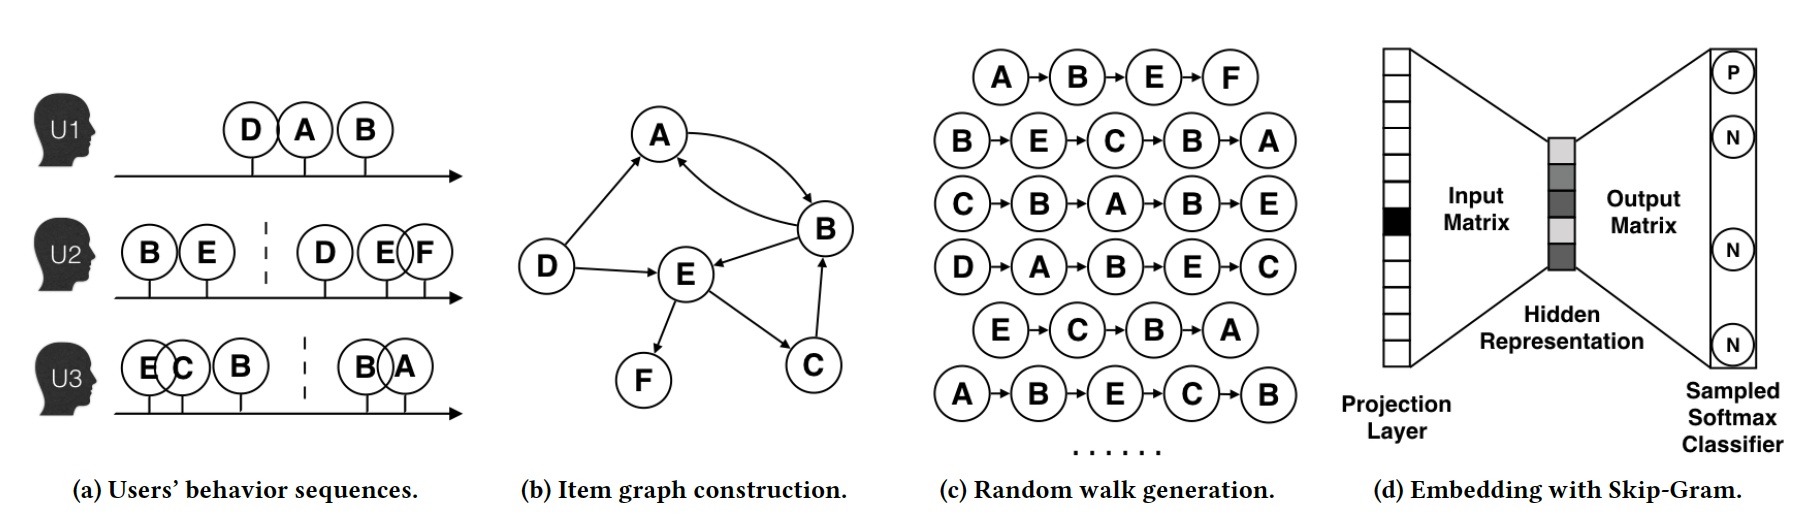 U1
D A B
U2
B E D E F
U3
E C B B A
(a) Users' behavior sequences.
A
B
D
E
F
C
(b) Item graph construction.
A B E F
B E C B A
C B A B E
D A B E C
E C B A
A B E C B
......
(c) Random walk generation.
Input
Matrix
Output
Matrix
Hidden
Representation
Projection
Layer
P
N
N
N
Sampled
Softmax
Classifier
(d) Embedding with Skip-Gram.